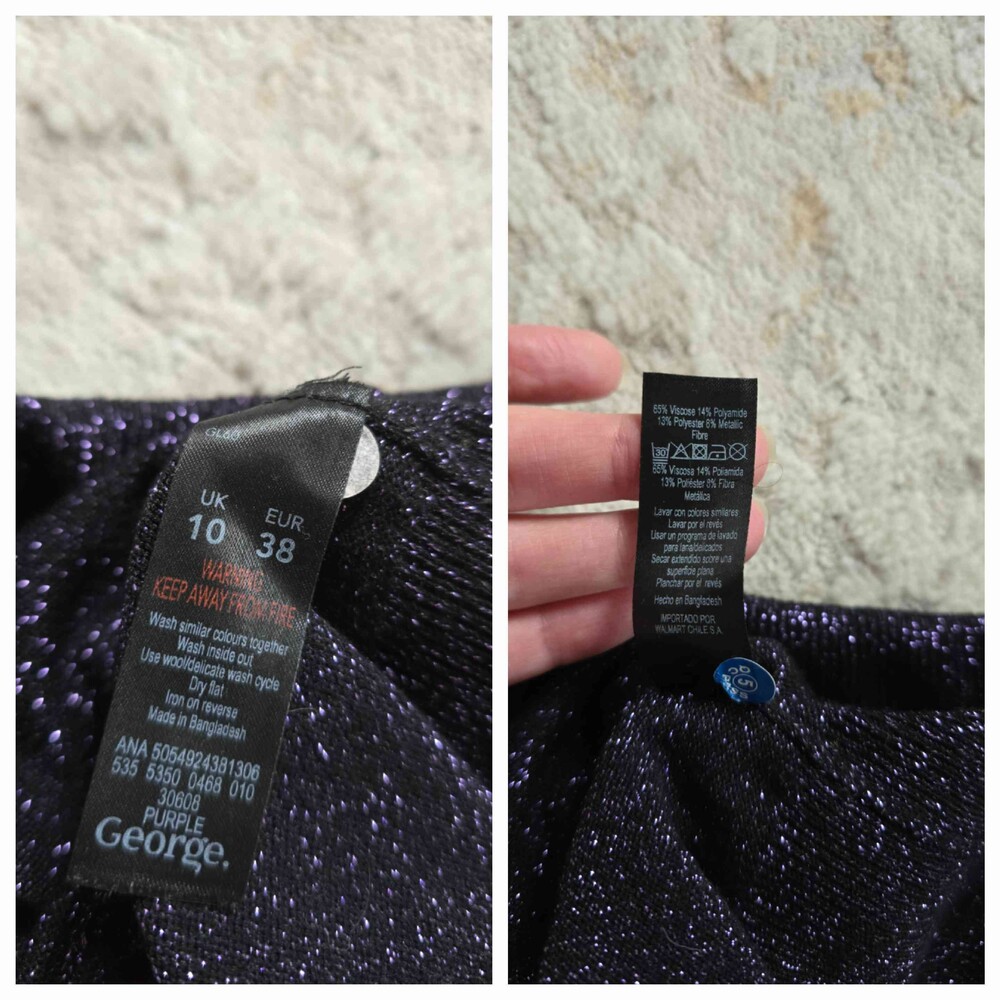 GL60
UK EUR
10 38
WARNING
KEEP AWAY FROM FIRE
Wash similar colours together
Wash inside out
Use wool/delicate wash cycle
Dry flat
Iron on reverse
Made in Bangladesh
ANA 5054924381306
535 5350 0468 010
30608
PURPLE
George.
65% Viscose 14% Polyamide
13% Polyester 8% Metallic
Fibre
30
65% Viscosa 14% Poliamida
13% Poliéster 8% Fibra
Metálica
Lavar con colores similares
Lavar por el revés
Usar un programa de lavado
para lana/delicados
Secar extendido sobre una
superficie plana
Planchar por el revés
Hecho en Bangladesh
IMPORTADO POR
WALMART CHILE S.A.
QC
5
PASS